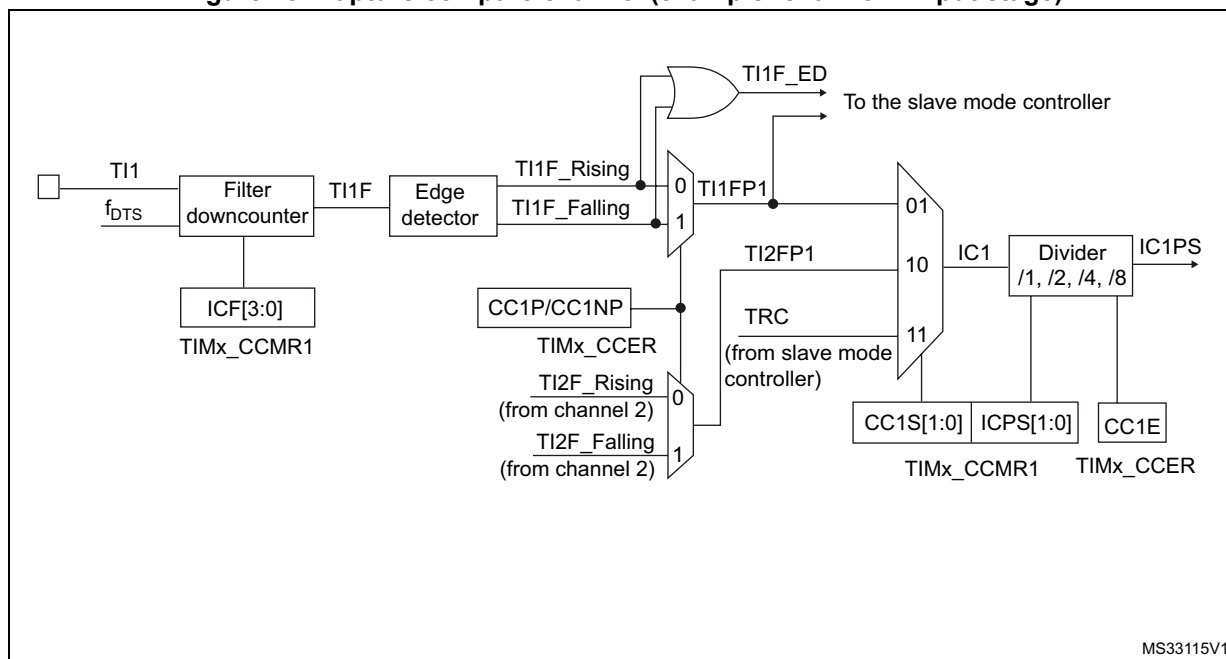 TI1F_ED
To the slave mode controller
TI1
f_DTS
Filter
downcounter
TI1F
Edge
detector
TI1F_Rising
TI1F_Falling
0
1
TI1FP1
01
TI2FP1
10
IC1
Divider
/1, /2, /4, /8
IC1PS
ICF[3:0]
TIMx_CCMR1
CC1P/CC1NP
TIMx_CCER
TRC
11
(from slave mode
controller)
TI2F_Rising
(from channel 2)
0
TI2F_Falling
(from channel 2)
1
CC1S[1:0]
ICPS[1:0]
CC1E
TIMx_CCMR1
TIMx_CCER
MS33115V1